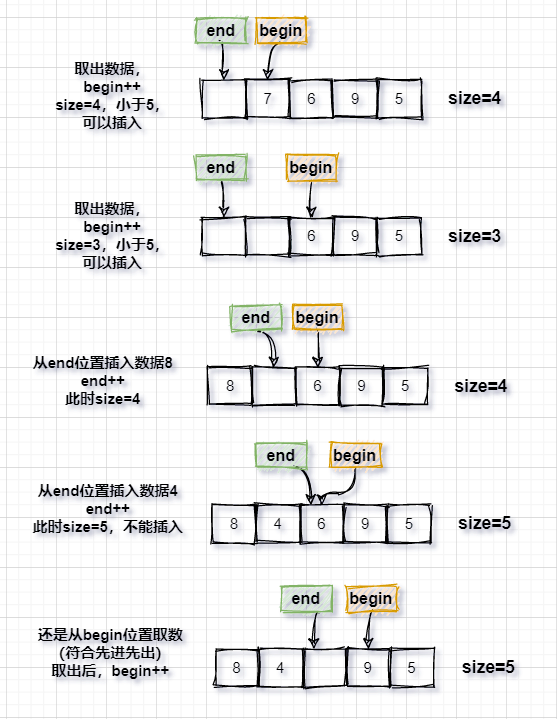 end begin
取出数据，
begin++
size=4，小于5，
可以插入
7 6 9 5
size=4
end begin
取出数据，
begin++
size=3，小于5，
可以插入
6 9 5
size=3
end begin
从end位置插入数据8
end++
此时size=4
8 6 9 5
size=4
end begin
从end位置插入数据4
end++
此时size=5，不能插入
8 4 6 9 5
size=5
end begin
还是从begin位置取数
(符合先进先出)
取出后，begin++
8 4 9 5
size=5